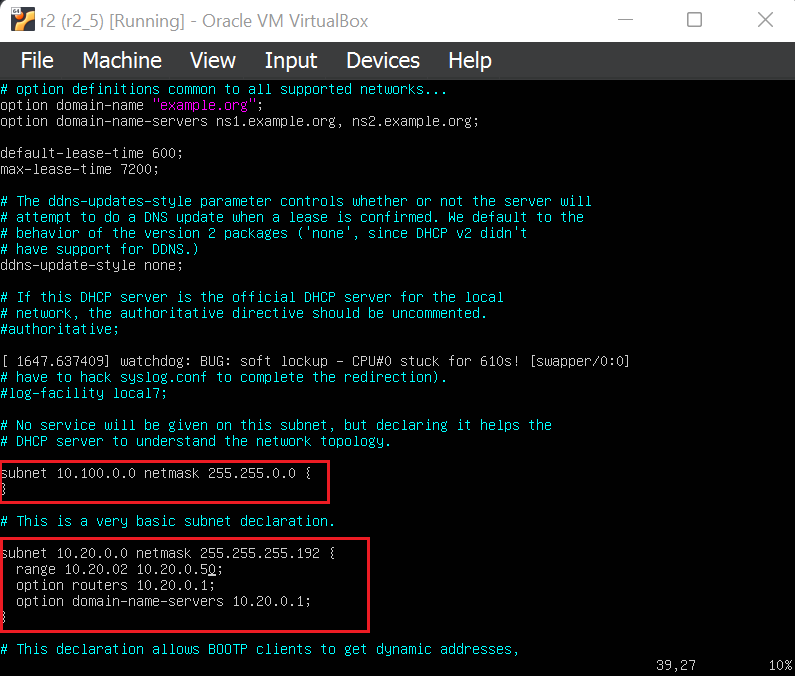 r2 (r2_5) [Running] - Oracle VM VirtualBox
File Machine View Input Devices Help
# option definitions common to all supported networks...
option domain-name "example.org";
option domain-name-servers ns1.example.org, ns2.example.org;
default-lease-time 600;
max-lease-time 7200;
# The ddns-updates-style parameter controls whether or not the server will
# attempt to do a DNS update when a lease is confirmed. We default to the
# behavior of the version 2 packages ('none', since DHCP v2 didn't
# have support for DDNS.)
ddns-update-style none;
# If this DHCP server is the official DHCP server for the local
# network, the authoritative directive should be uncommented.
#authoritative;
[ 1647.637409] watchdog: BUG: soft lockup - CPU#0 stuck for 610s! [swapper/0:0]
# have to hack syslog.conf to complete the redirection).
#log-facility local7;
# No service will be given on this subnet, but declaring it helps the
# DHCP server to understand the network topology.
subnet 10.100.0.0 netmask 255.255.0.0 {
}
# This is a very basic subnet declaration.
subnet 10.20.0.0 netmask 255.255.255.192 {
range 10.20.02 10.20.0.50;
option routers 10.20.0.1;
option domain-name-servers 10.20.0.1;
}
# This declaration allows BOOTP clients to get dynamic addresses,
39,27 10%